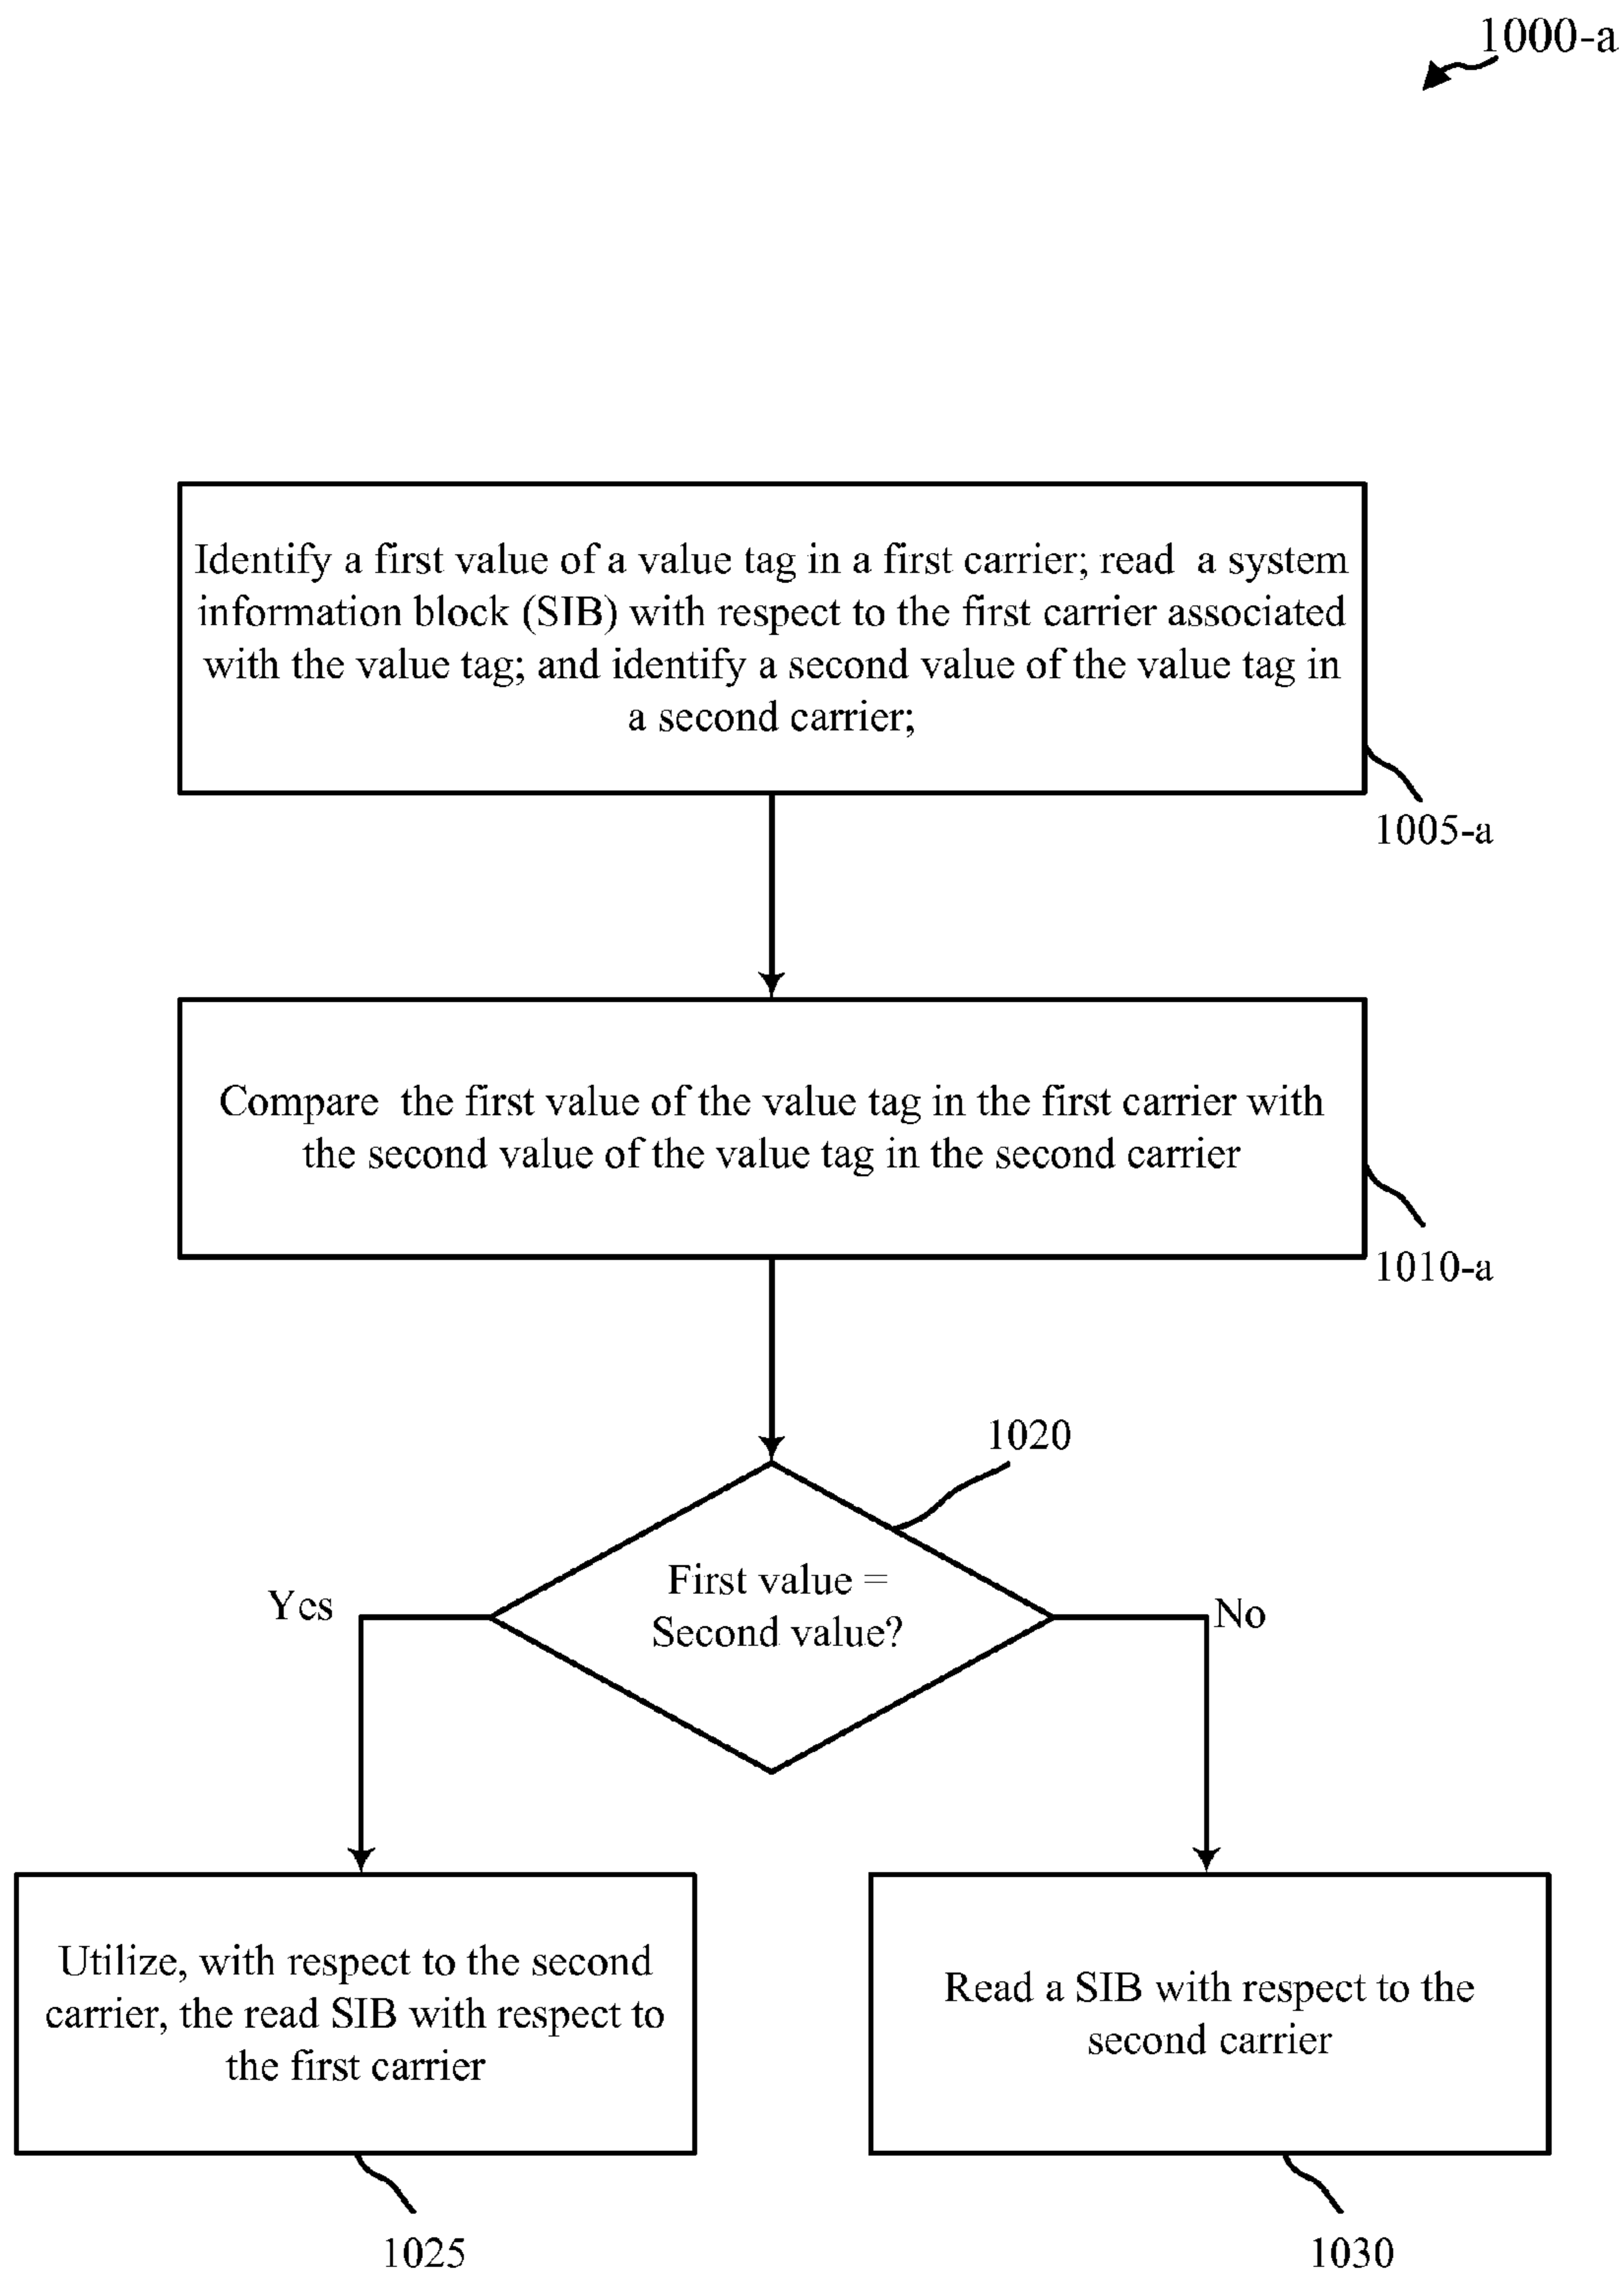 1000-a
Identify a first value of a value tag in a first carrier; read a system
information block (SIB) with respect to the first carrier associated
with the value tag; and identify a second value of the value tag in
a second carrier;
1005-a
Compare the first value of the value tag in the first carrier with
the second value of the value tag in the second carrier
1010-a
1020
First value =
Second value?
Yes
No
Utilize, with respect to the second
carrier, the read SIB with respect to
the first carrier
1025
Read a SIB with respect to the
second carrier
1030